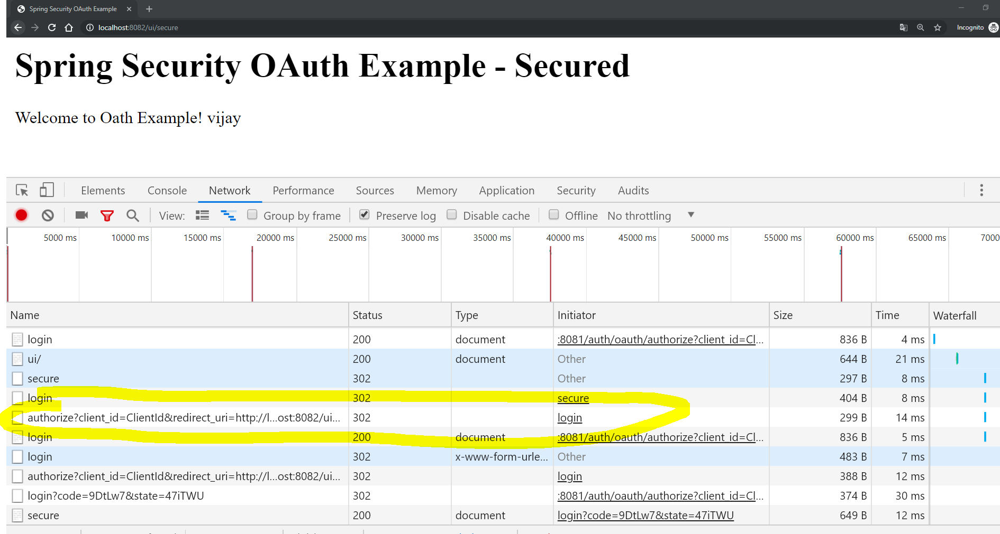 Spring Security OAuth Example
localhost:8082/ui/secure
Incognito
Spring Security OAuth Example - Secured
Welcome to Oath Example! vijay
Elements Console Network Performance Sources Memory Application Security Audits
View: Group by frame Preserve log Disable cache Offline No throttling
5000 ms 10000 ms 15000 ms 20000 ms 25000 ms 30000 ms 35000 ms 40000 ms 45000 ms 50000 ms 55000 ms 60000 ms 65000 ms 7000
Name Status Type Initiator Size Time Waterfall
login 200 document :8081/auth/oauth/authorize?client_id=Cl... 836 B 4 ms
ui/ 200 document Other 644 B 21 ms
secure 302 Other 297 B 8 ms
login 302 secure 404 B 8 ms
authorize?client_id=ClientId&redirect_uri=http://l...ost:8082/ui... 302 login 299 B 14 ms
login 200 document :8081/auth/oauth/authorize?client_id=Cl... 836 B 5 ms
login 302 x-www-form-urle... Other 483 B 7 ms
authorize?client_id=ClientId&redirect_uri=http://l...ost:8082/ui... 302 login 388 B 12 ms
login?code=9DtLw7&state=47iTWU 302 :8081/auth/oauth/authorize?client_id=Cl... 374 B 30 ms
secure 200 document login?code=9DtLw7&state=47iTWU 649 B 12 ms